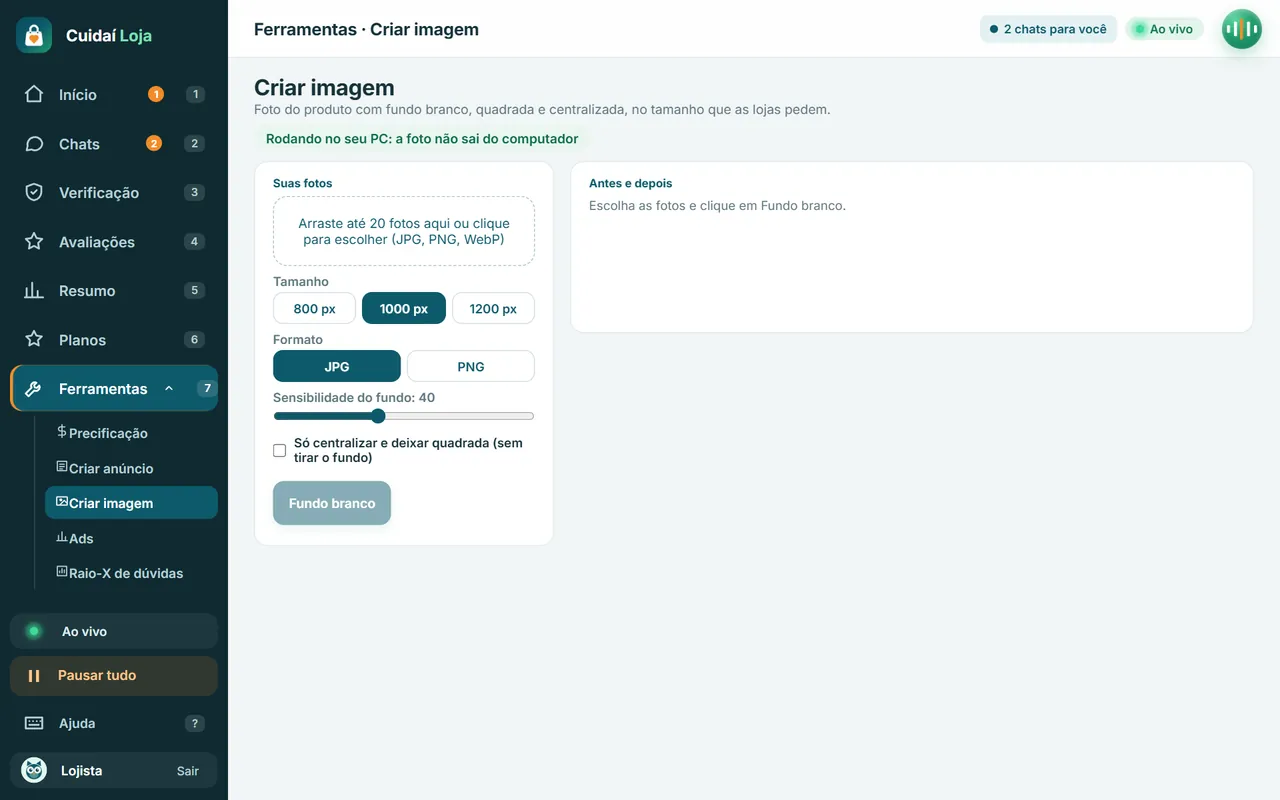 Cuidaí Loja
Início 1 1
Chats 2 2
Verificação 3
Avaliações 4
Resumo 5
Planos 6
Ferramentas 7
Precificação
Criar anúncio
Criar imagem
Ads
Raio-X de dúvidas
Ao vivo
Pausar tudo
Ajuda ?
Lojista Sair
Ferramentas · Criar imagem
2 chats para você
Ao vivo
Criar imagem
Foto do produto com fundo branco, quadrada e centralizada, no tamanho que as lojas pedem.
Rodando no seu PC: a foto não sai do computador
Suas fotos
Arraste até 20 fotos aqui ou clique
para escolher (JPG, PNG, WebP)
Tamanho
800 px 1000 px 1200 px
Formato
JPG PNG
Sensibilidade do fundo: 40
Só centralizar e deixar quadrada (sem
tirar o fundo)
Fundo branco
Antes e depois
Escolha as fotos e clique em Fundo branco.